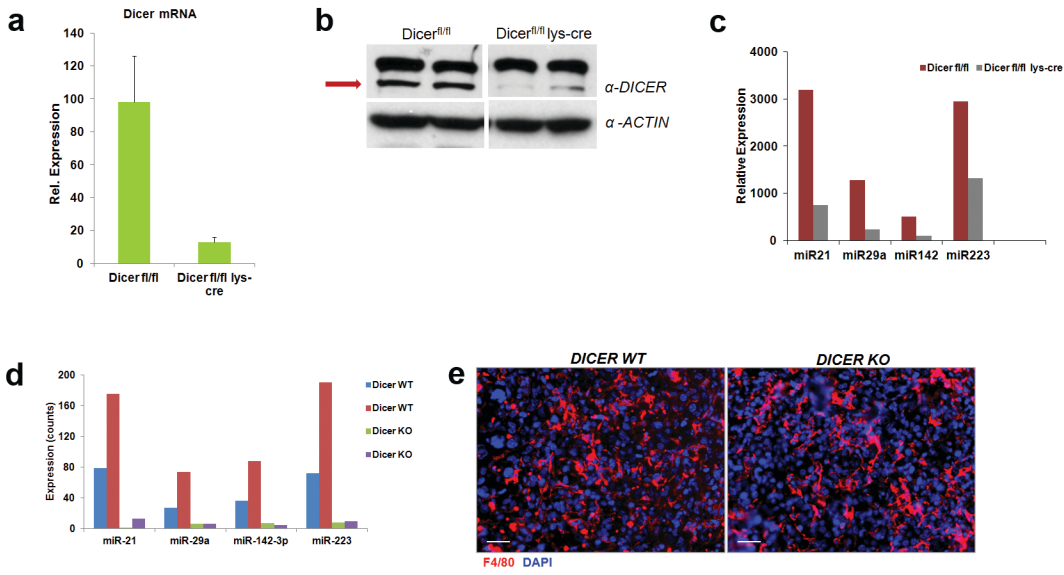 a
Dicer mRNA
Rel. Expression
140
120
100
80
60
40
20
0
Dicer fl/fl
Dicer fl/fl lys-
cre
b
Dicerfl/fl
Dicerfl/fl lys-cre
α-DICER
α-ACTIN
c
Dicer fl/fl
Dicer fl/fl lys-cre
Relative Expression
4000
3000
2000
1000
0
miR21
miR29a
miR142
miR223
d
Expression (counts)
200
160
120
80
40
0
miR-21
miR-29a
miR-142-3p
miR-223
Dicer WT
Dicer WT
Dicer KO
Dicer KO
e
DICER WT
DICER KO
F4/80 DAPI